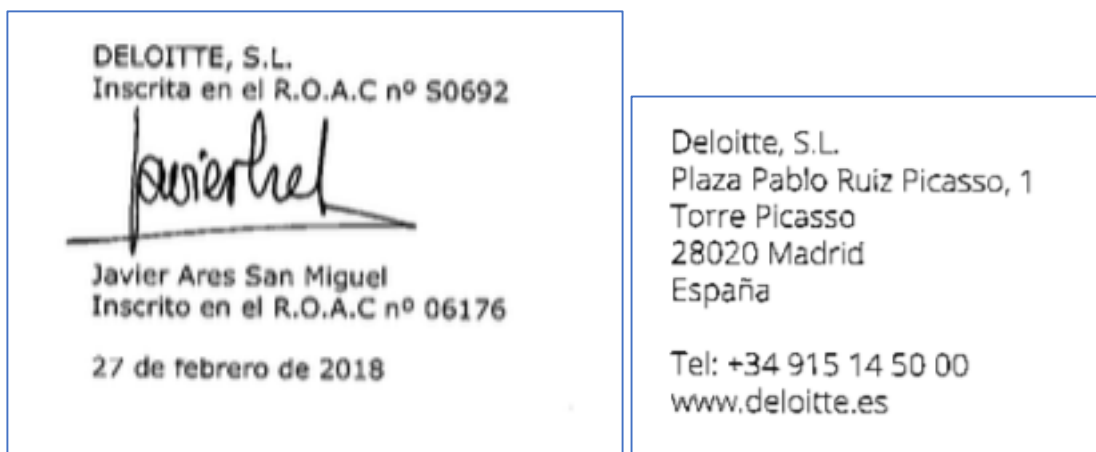 DELOITTE, S.L.
Inscrita en el R.O.A.C nº S0692
Javier Ares San Miguel
Inscrito en el R.O.A.C nº 06176
27 de febrero de 2018
Deloitte, S.L.
Plaza Pablo Ruiz Picasso, 1
Torre Picasso
28020 Madrid
España
Tel: +34 915 14 50 00
www.deloitte.es